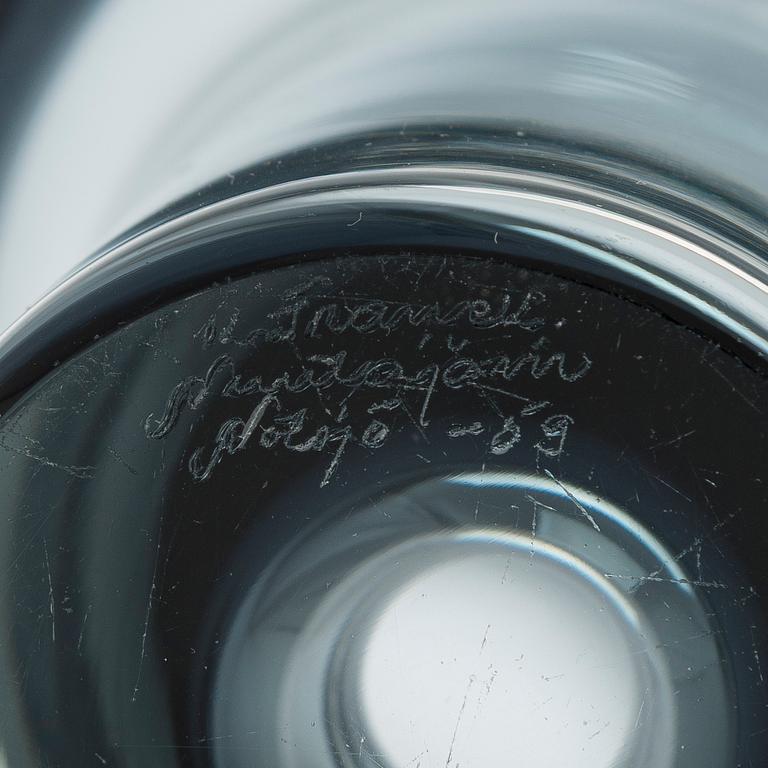 K. Franck
Nuutajärvi
Notsjö -59